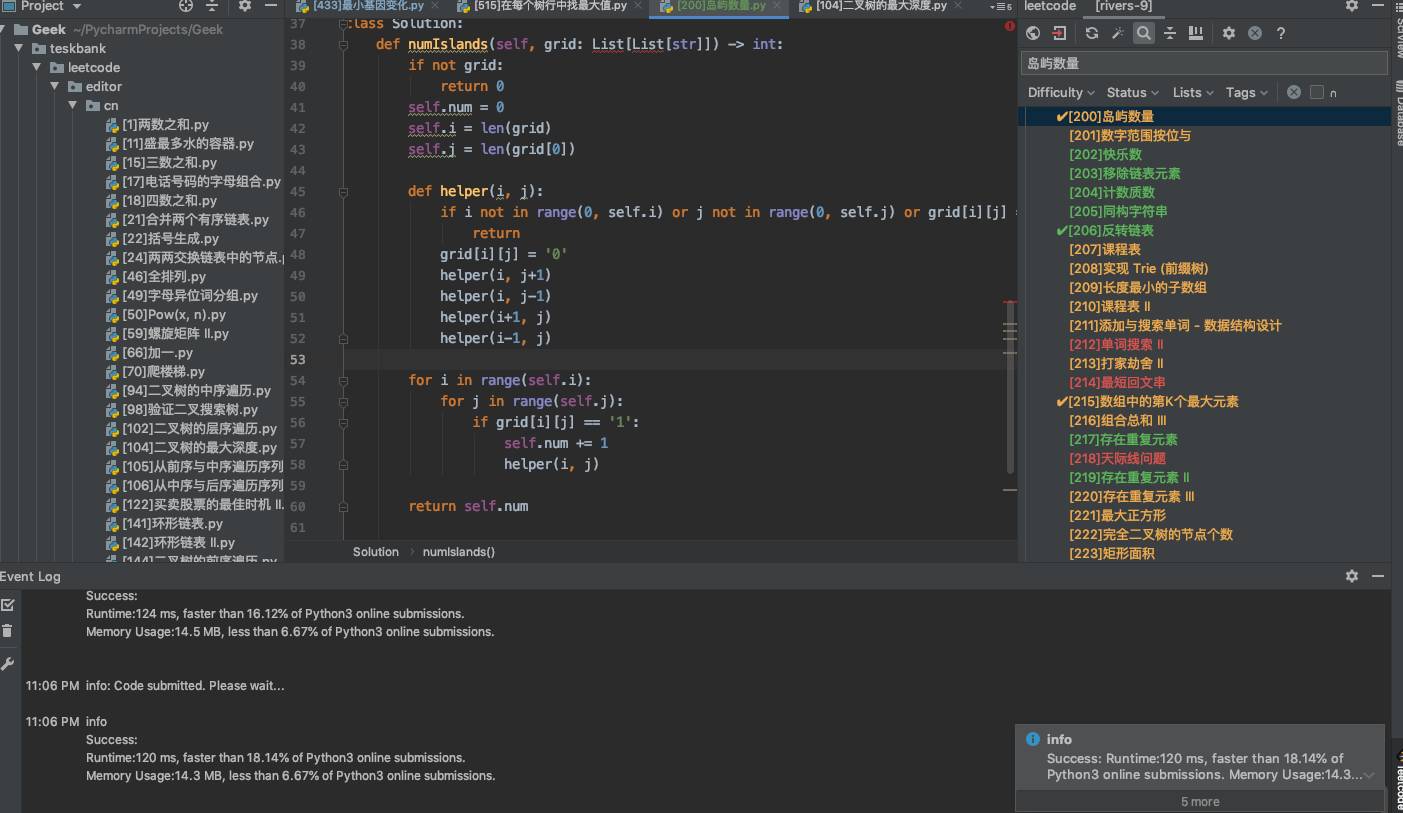 Project
Geek ~/PycharmProjects/Geek
teskbank
leetcode
editor
cn
[1]两数之和.py
[11]盛最多水的容器.py
[15]三数之和.py
[17]电话号码的字母组合.py
[18]四数之和.py
[21]合并两个有序链表.py
[22]括号生成.py
[24]两两交换链表中的节点.
[46]全排列.py
[49]字母异位词分组.py
[50]Pow(x, n).py
[59]螺旋矩阵 II.py
[66]加一.py
[70]爬楼梯.py
[94]二叉树的中序遍历.py
[98]验证二叉搜索树.py
[102]二叉树的层序遍历.py
[104]二叉树的最大深度.py
[105]从前序与中序遍历序列
[106]从中序与后序遍历序列
[122]买卖股票的最佳时机 II.
[141]环形链表.py
[142]环形链表 II.py
[144]二叉树的前序遍历.py
[433]最小基因变化.py
[515]在每个树行中找最大值.py
[200]岛屿数量.py
[104]二叉树的最大深度.py
5
37 class Solution:
38 def numIslands(self, grid: List[List[str]]) -> int:
39 if not grid:
40 return 0
41 self.num = 0
42 self.i = len(grid)
43 self.j = len(grid[0])
44
45 def helper(i, j):
46 if i not in range(0, self.i) or j not in range(0, self.j) or grid[i][j] =
47 return
48 grid[i][j] = '0'
49 helper(i, j+1)
50 helper(i, j-1)
51 helper(i+1, j)
52 helper(i-1, j)
53
54 for i in range(self.i):
55 for j in range(self.j):
56 if grid[i][j] == '1':
57 self.num += 1
58 helper(i, j)
59
60 return self.num
61
Solution › numIslands()
leetcode [rivers-9]
岛屿数量
Difficulty Status Lists Tags n
✔[200]岛屿数量
[201]数字范围按位与
[202]快乐数
[203]移除链表元素
[204]计数质数
[205]同构字符串
✔[206]反转链表
[207]课程表
[208]实现 Trie (前缀树)
[209]长度最小的子数组
[210]课程表 II
[211]添加与搜索单词 - 数据结构设计
[212]单词搜索 II
[213]打家劫舍 II
[214]最短回文串
✔[215]数组中的第K个最大元素
[216]组合总和 III
[217]存在重复元素
[218]天际线问题
[219]存在重复元素 II
[220]存在重复元素 III
[221]最大正方形
[222]完全二叉树的节点个数
[223]矩形面积
SciView
Database
leetcode
Event Log
Success:
Runtime:124 ms, faster than 16.12% of Python3 online submissions.
Memory Usage:14.5 MB, less than 6.67% of Python3 online submissions.
11:06 PM info: Code submitted. Please wait...
11:06 PM info
Success:
Runtime:120 ms, faster than 18.14% of Python3 online submissions.
Memory Usage:14.3 MB, less than 6.67% of Python3 online submissions.
info
Success: Runtime:120 ms, faster than 18.14% of
Python3 online submissions. Memory Usage:14.3...
5 more